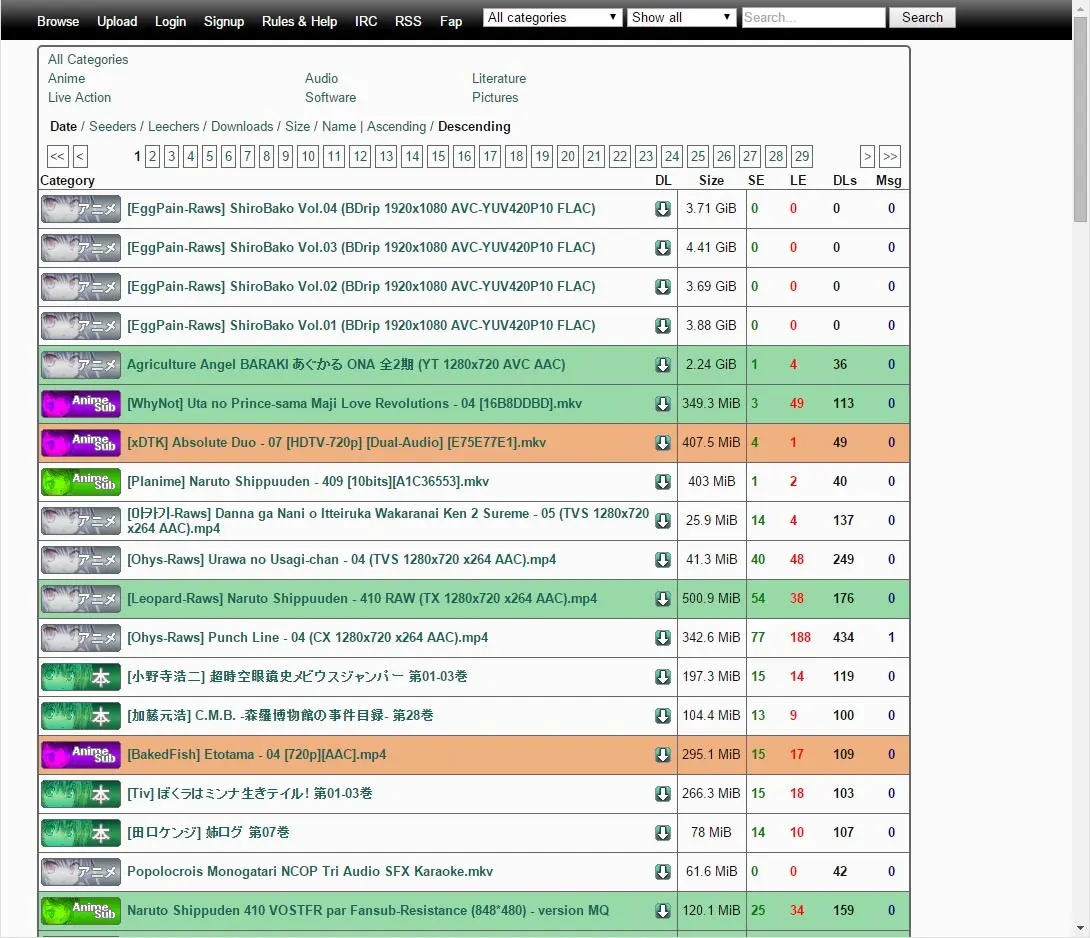 Browse Upload Login Signup Rules & Help IRC RSS Fap All categories Show all Search... Search
All Categories
Anime Audio Literature
Live Action Software Pictures
Date / Seeders / Leechers / Downloads / Size / Name | Ascending / Descending
<< < 1 2 3 4 5 6 7 8 9 10 11 12 13 14 15 16 17 18 19 20 21 22 23 24 25 26 27 28 29 > >>
Category DL Size SE LE DLs Msg
アニメ [EggPain-Raws] ShiroBako Vol.04 (BDrip 1920x1080 AVC-YUV420P10 FLAC) 3.71 GiB 0 0 0 0
アニメ [EggPain-Raws] ShiroBako Vol.03 (BDrip 1920x1080 AVC-YUV420P10 FLAC) 4.41 GiB 0 0 0 0
アニメ [EggPain-Raws] ShiroBako Vol.02 (BDrip 1920x1080 AVC-YUV420P10 FLAC) 3.69 GiB 0 0 0 0
アニメ [EggPain-Raws] ShiroBako Vol.01 (BDrip 1920x1080 AVC-YUV420P10 FLAC) 3.88 GiB 0 0 0 0
アニメ Agriculture Angel BARAKI あぐかる ONA 全2期 (YT 1280x720 AVC AAC) 2.24 GiB 1 4 36 0
Anime Sub [WhyNot] Uta no Prince-sama Maji Love Revolutions - 04 [16B8DDBD].mkv 349.3 MiB 3 49 113 0
Anime Sub [xDTK] Absolute Duo - 07 [HDTV-720p] [Dual-Audio] [E75E77E1].mkv 407.5 MiB 4 1 49 0
Anime Sub [Planime] Naruto Shippuuden - 409 [10bits][A1C36553].mkv 403 MiB 1 2 40 0
アニメ [아키-Raws] Danna ga Nani o Itteiruka Wakaranai Ken 2 Sureme - 05 (TVS 1280x720
x264 AAC).mp4 25.9 MiB 14 4 137 0
アニメ [Ohys-Raws] Urawa no Usagi-chan - 04 (TVS 1280x720 x264 AAC).mp4 41.3 MiB 40 48 249 0
アニメ [Leopard-Raws] Naruto Shippuuden - 410 RAW (TX 1280x720 x264 AAC).mp4 500.9 MiB 54 38 176 0
アニメ [Ohys-Raws] Punch Line - 04 (CX 1280x720 x264 AAC).mp4 342.6 MiB 77 188 434 1
本 [小野寺浩二] 超時空眼鏡史メビウスジャンパー 第01-03巻 197.3 MiB 15 14 119 0
本 [加藤元浩] C.M.B. -森羅博物館の事件目録- 第28巻 104.4 MiB 13 9 100 0
Anime Sub [BakedFish] Etotama - 04 [720p][AAC].mp4 295.1 MiB 15 17 109 0
本 [Tiv] ぼくらはミンナ生きテイル! 第01-03巻 266.3 MiB 15 18 103 0
本 [田口ケンジ] 姉ログ 第07巻 78 MiB 14 10 107 0
アニメ Popolocrois Monogatari NCOP Tri Audio SFX Karaoke.mkv 61.6 MiB 0 0 42 0
Anime Sub Naruto Shippuden 410 VOSTFR par Fansub-Resistance (848*480) - version MQ 120.1 MiB 25 34 159 0